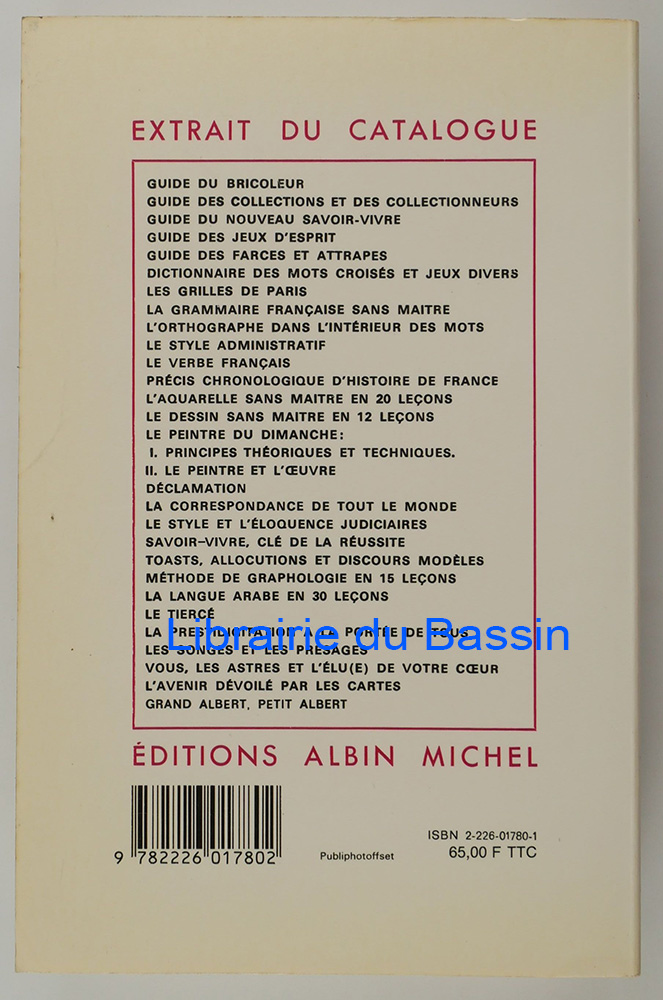 EXTRAIT DU CATALOGUE
GUIDE DU BRICOLEUR
GUIDE DES COLLECTIONS ET DES COLLECTIONNEURS
GUIDE DU NOUVEAU SAVOIR-VIVRE
GUIDE DES JEUX D'ESPRIT
GUIDE DES FARCES ET ATTRAPES
DICTIONNAIRE DES MOTS CROISÉS ET JEUX DIVERS
LES GRILLES DE PARIS
LA GRAMMAIRE FRANÇAISE SANS MAITRE
L'ORTHOGRAPHE DANS L'INTÉRIEUR DES MOTS
LE STYLE ADMINISTRATIF
LE VERBE FRANÇAIS
PRÉCIS CHRONOLOGIQUE D'HISTOIRE DE FRANCE
L'AQUARELLE SANS MAITRE EN 20 LEÇONS
LE DESSIN SANS MAITRE EN 12 LEÇONS
LE PEINTRE DU DIMANCHE:
I. PRINCIPES THÉORIQUES ET TECHNIQUES.
II. LE PEINTRE ET L'ŒUVRE
DÉCLAMATION
LA CORRESPONDANCE DE TOUT LE MONDE
LE STYLE ET L'ÉLOQUENCE JUDICIAIRES
SAVOIR-VIVRE, CLÉ DE LA RÉUSSITE
TOASTS, ALLOCUTIONS ET DISCOURS MODÈLES
MÉTHODE DE GRAPHOLOGIE EN 15 LEÇONS
LA LANGUE ARABE EN 30 LEÇONS
LE TIERCÉ
LA PRESTIDIGITATION A LA PORTÉE DE TOUS
Librairie du Bassin
LES SONGES ET LES PRÉSAGES
VOUS, LES ASTRES ET L'ÉLU(E) DE VOTRE CŒUR
L'AVENIR DÉVOILÉ PAR LES CARTES
GRAND ALBERT, PETIT ALBERT
ÉDITIONS ALBIN MICHEL
9 782226 017802
Publiphotoffset
ISBN 2-226-01780-1
65,00 F TTC